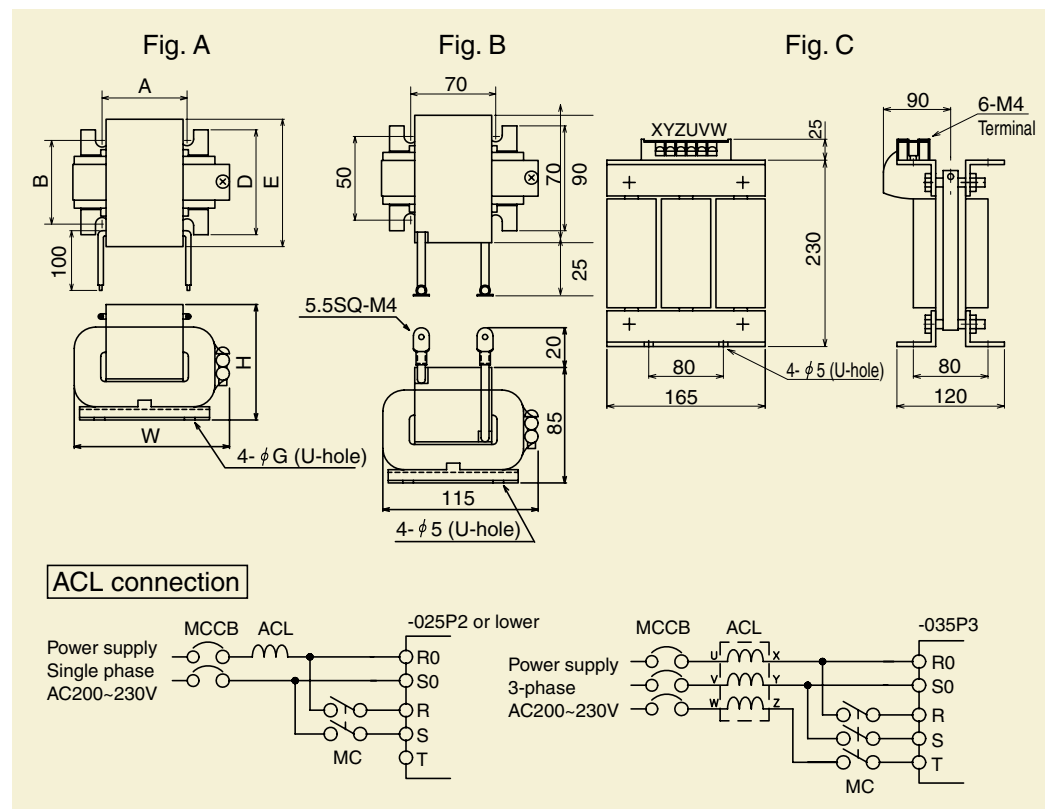 Fig. A
A
B
D
E
100
H
W
4- ϕ G (U-hole)
Fig. B
70
50
70
90
25
5.5SQ-M4
20
85
115
4- ϕ 5 (U-hole)
Fig. C
XYZUVW
25
230
80
4- ϕ 5 (U-hole)
165
90
6-M4
Terminal
80
120
ACL connection
Power supply
Single phase
AC200~230V
MCCB
ACL
-025P2 or lower
R0
S0
R
S
T
MC
Power supply
3-phase
AC200~230V
MCCB
ACL
-035P3
U
X
V
Y
W
Z
R0
S0
R
S
T
MC